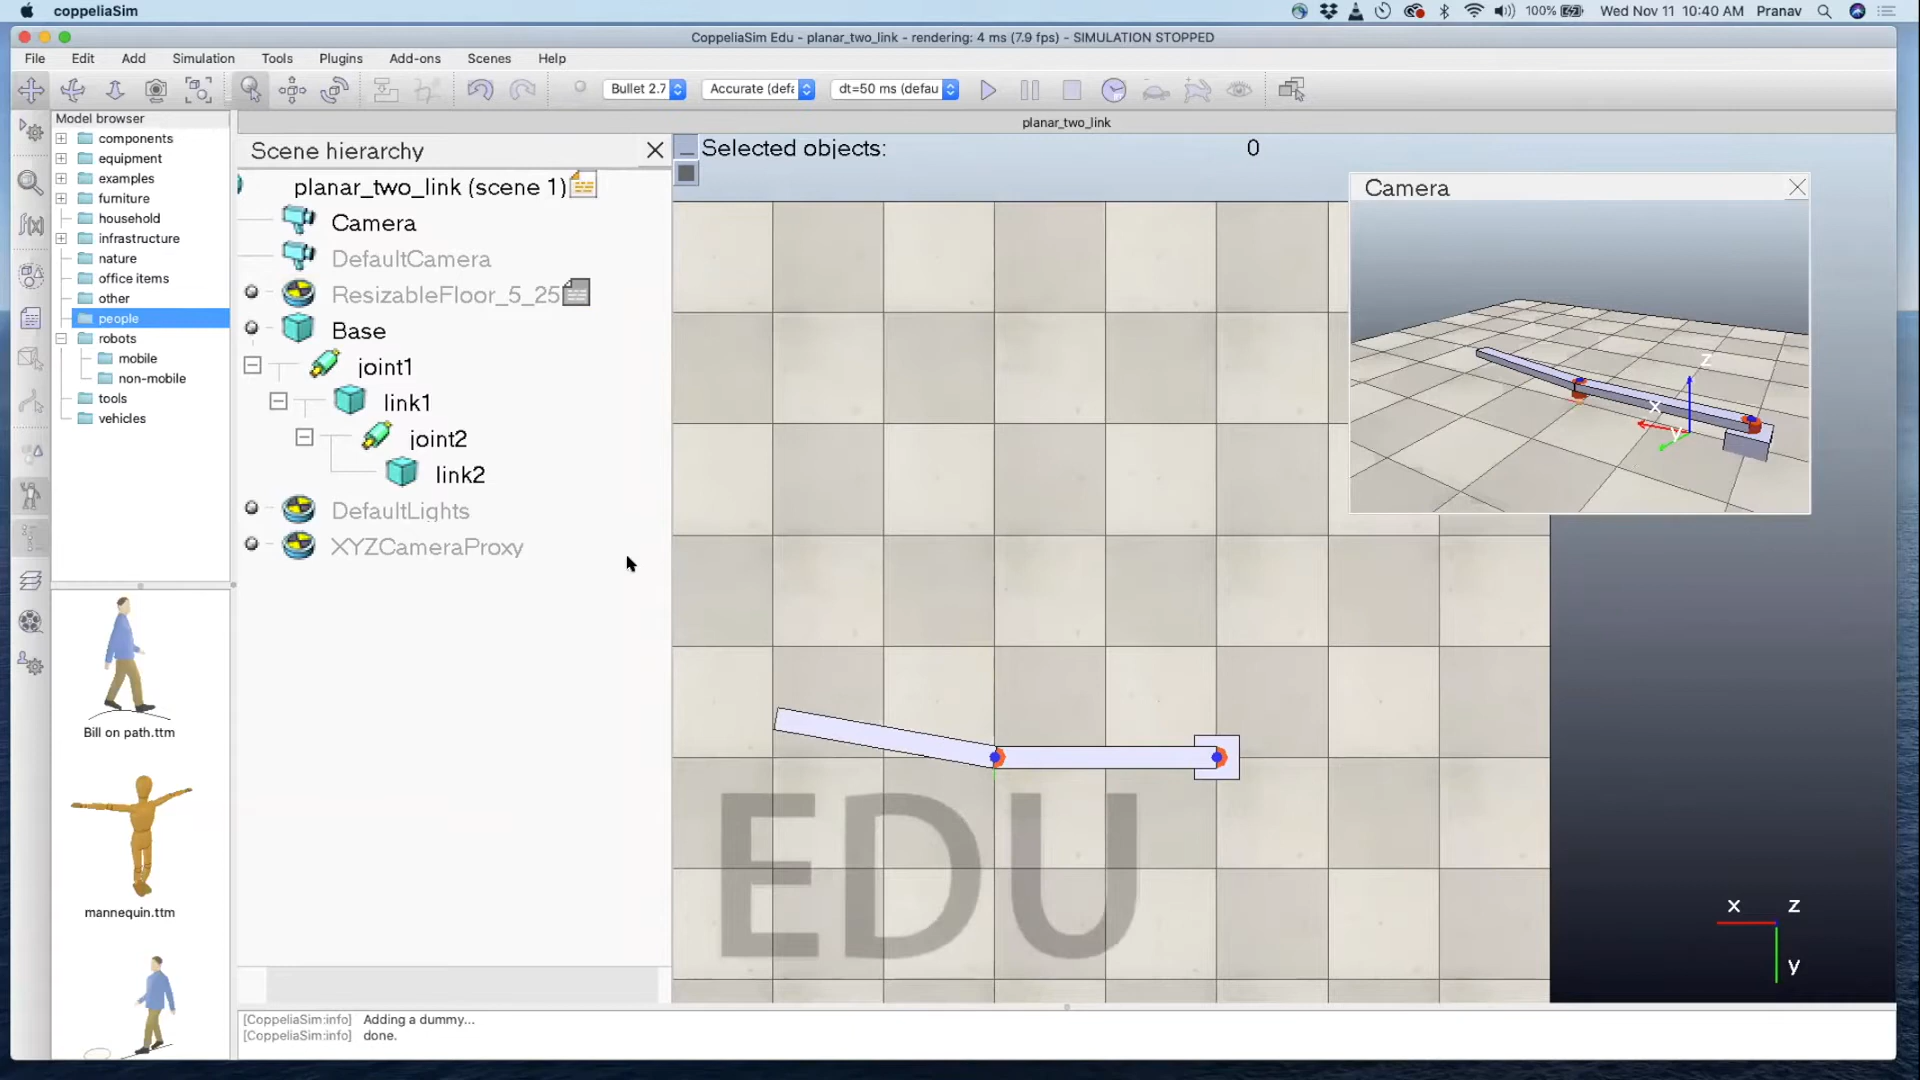 coppeliaSim
100%
Wed Nov 11 10:40 AM
Pranav
CoppeliaSim Edu - planar_two_link - rendering: 4 ms (7.9 fps) - SIMULATION STOPPED
File Edit Add Simulation Tools Plugins Add-ons Scenes Help
Bullet 2.7
Accurate (defa
dt=50 ms (defau
Model browser
components
equipment
examples
furniture
household
infrastructure
nature
office items
other
people
robots
mobile
non-mobile
tools
vehicles
Bill on path.ttm
mannequin.ttm
planar_two_link
Scene hierarchy
planar_two_link (scene 1)
Camera
DefaultCamera
ResizableFloor_5_25
Base
joint1
link1
joint2
link2
DefaultLights
XYZCameraProxy
Selected objects: 0
Camera
z
x
y
EDU
x z
y
[CoppeliaSim:info] Adding a dummy...
[CoppeliaSim:info] done.